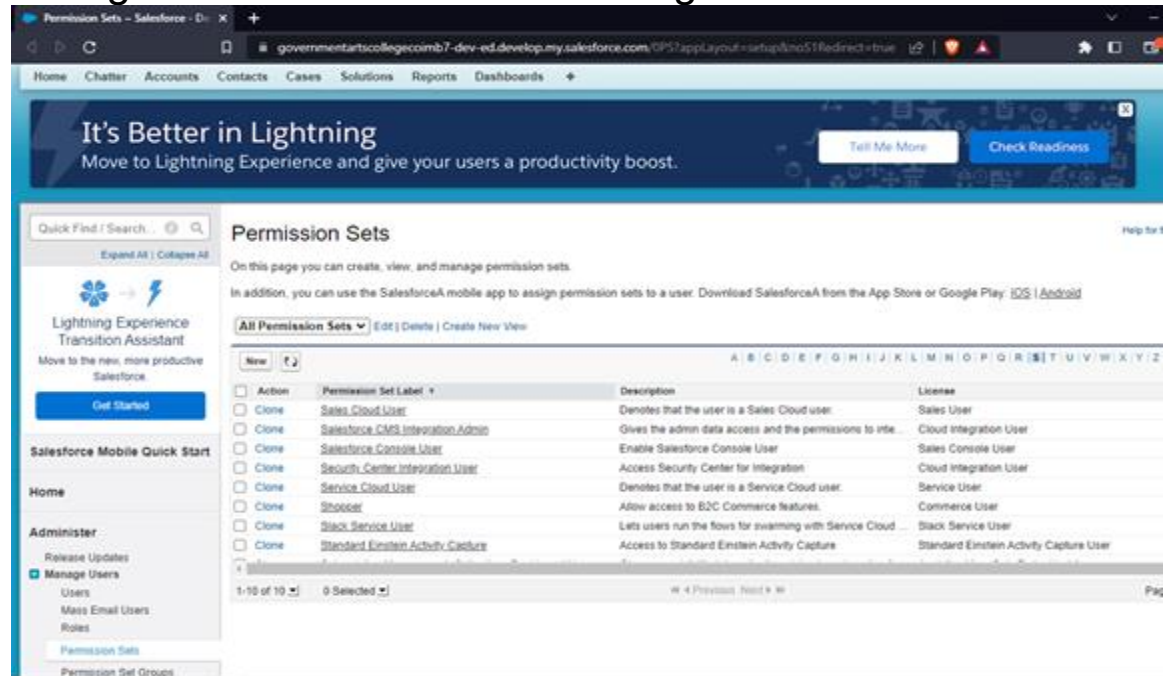 Permission Sets – Salesforce - De
governmentartscollegecoimb7-dev-ed.develop.my.salesforce.com/0PS?appLayout=setup&noS1Redirect=true
Home Chatter Accounts Contacts Cases Solutions Reports Dashboards +
It's Better in Lightning
Move to Lightning Experience and give your users a productivity boost.
Tell Me More
Check Readiness
Quick Find / Search...
Expand All | Collapse All
Lightning Experience
Transition Assistant
Move to the new, more productive
Salesforce.
Get Started
Salesforce Mobile Quick Start
Home
Administer
Release Updates
Manage Users
Users
Mass Email Users
Roles
Permission Sets
Permission Set Groups
Permission Sets
Help for
On this page you can create, view, and manage permission sets.
In addition, you can use the SalesforceA mobile app to assign permission sets to a user. Download SalesforceA from the App Store or Google Play: iOS | Android
All Permission Sets Edit | Delete | Create New View
New
A B C D E F G H I J K L M N O P Q R S T U V W X Y Z
Action Permission Set Label Description License
Clone Sales Cloud User Denotes that the user is a Sales Cloud user. Sales User
Clone Salesforce CMS Integration Admin Gives the admin data access and the permissions to inte... Cloud Integration User
Clone Salesforce Console User Enable Salesforce Console User Sales Console User
Clone Security Center Integration User Access Security Center for Integration Cloud Integration User
Clone Service Cloud User Denotes that the user is a Service Cloud user. Service User
Clone Shopper Allow access to B2C Commerce features. Commerce User
Clone Slack Service User Lets users run the flows for swarming with Service Cloud ... Slack Service User
Clone Standard Einstein Activity Capture Access to Standard Einstein Activity Capture Standard Einstein Activity Capture User
1-10 of 10 0 Selected Previous Next Pag